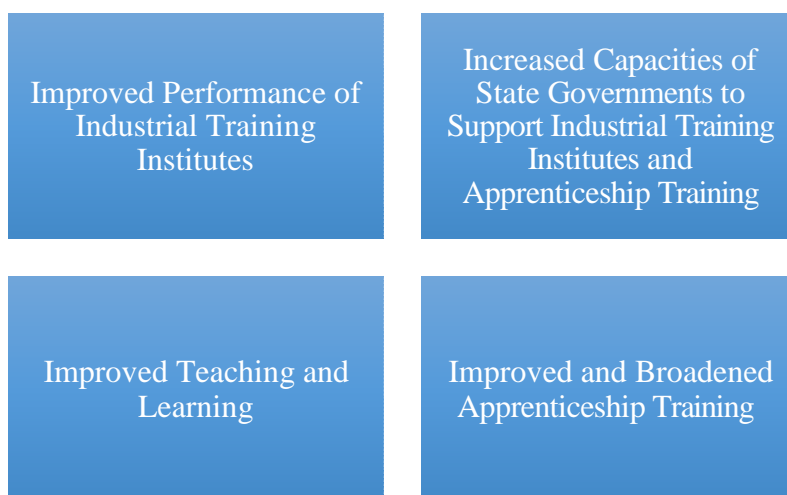 Improved Performance of
Industrial Training
Institutes
Increased Capacities of
State Governments to
Support Industrial Training
Institutes and
Apprenticeship Training
Improved Teaching and
Learning
Improved and Broadened
Apprenticeship Training